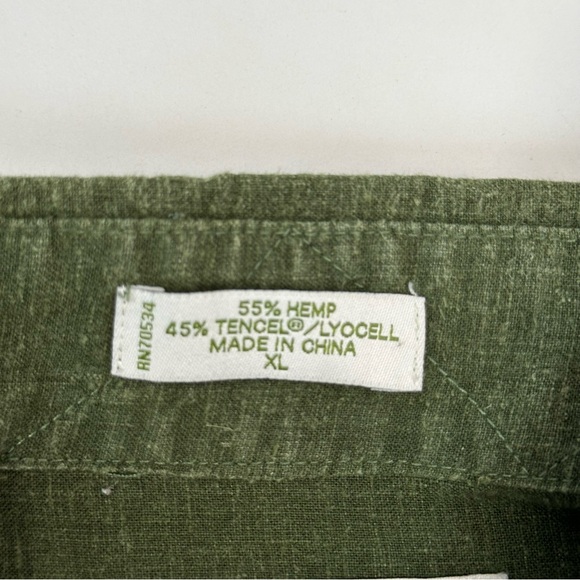 55% HEMP
45% TENCEL®/LYOCELL
MADE IN CHINA
XL
RN70534